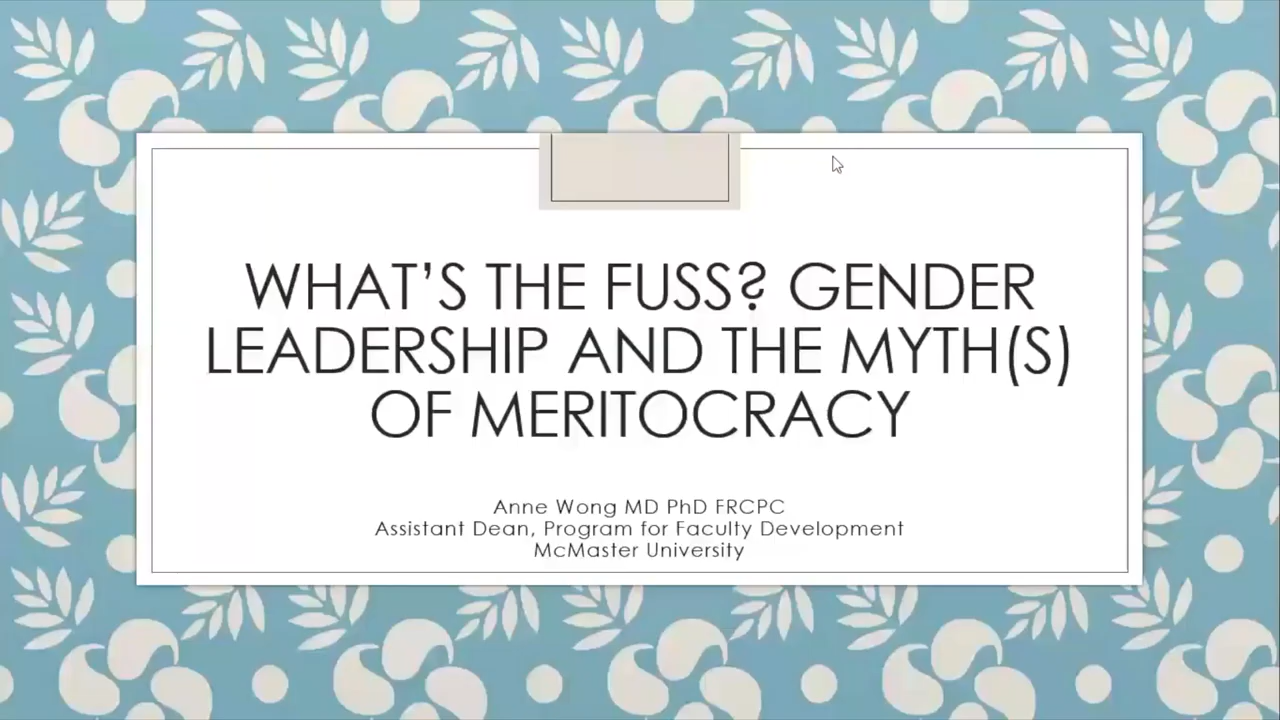 WHAT’S THE FUSS? GENDER
LEADERSHIP AND THE MYTH(S)
OF MERITOCRACY
Anne Wong MD PhD FRCPC
Assistant Dean, Program for Faculty Development
McMaster University